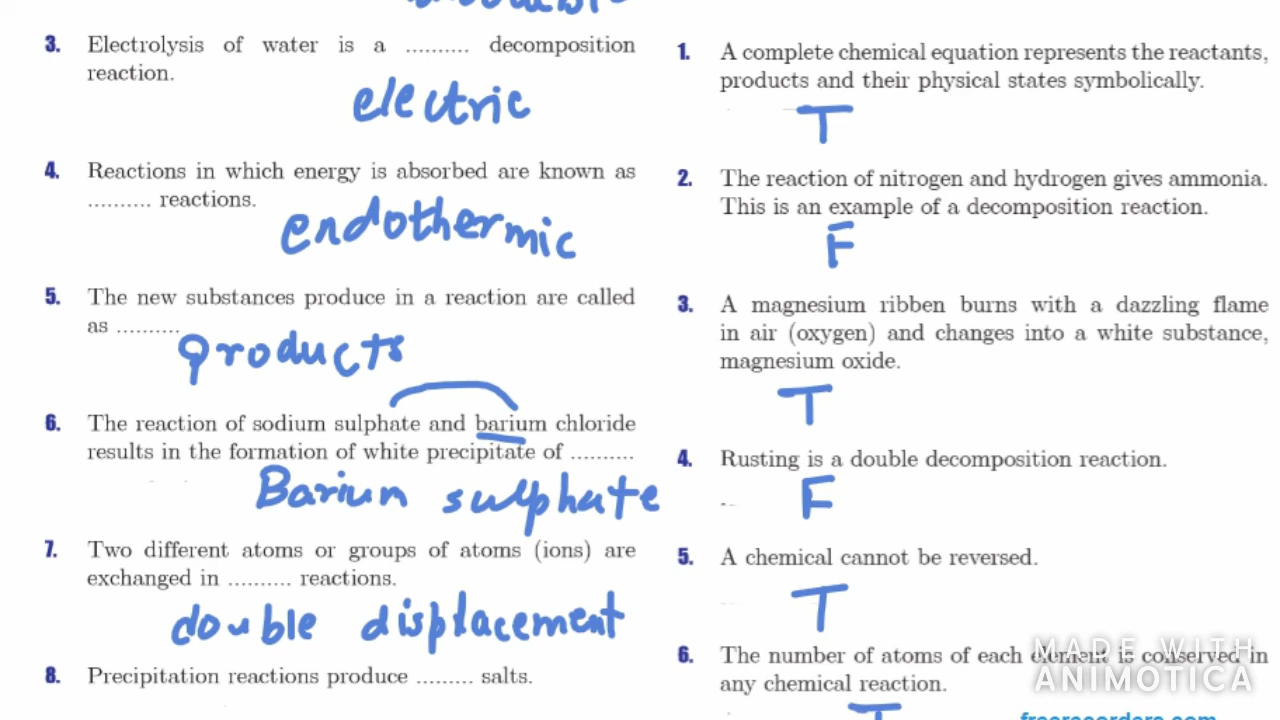 3. Electrolysis of water is a .......... decomposition
reaction.
electric
4. Reactions in which energy is absorbed are known as
.......... reactions.
endothermic
5. The new substances produce in a reaction are called
as ..........
products
6. The reaction of sodium sulphate and barium chloride
results in the formation of white precipitate of ..........
Barium sulphate
7. Two different atoms or groups of atoms (ions) are
exchanged in .......... reactions.
double displacement
8. Precipitation reactions produce ......... salts.
1. A complete chemical equation represents the reactants,
products and their physical states symbolically.
T
2. The reaction of nitrogen and hydrogen gives ammonia.
This is an example of a decomposition reaction.
F
3. A magnesium ribben burns with a dazzling flame
in air (oxygen) and changes into a white substance,
magnesium oxide.
T
4. Rusting is a double decomposition reaction.
F
5. A chemical cannot be reversed.
T
6. The number of atoms of each element is conserved in
any chemical reaction.
MADE WITH
ANIMOTICA